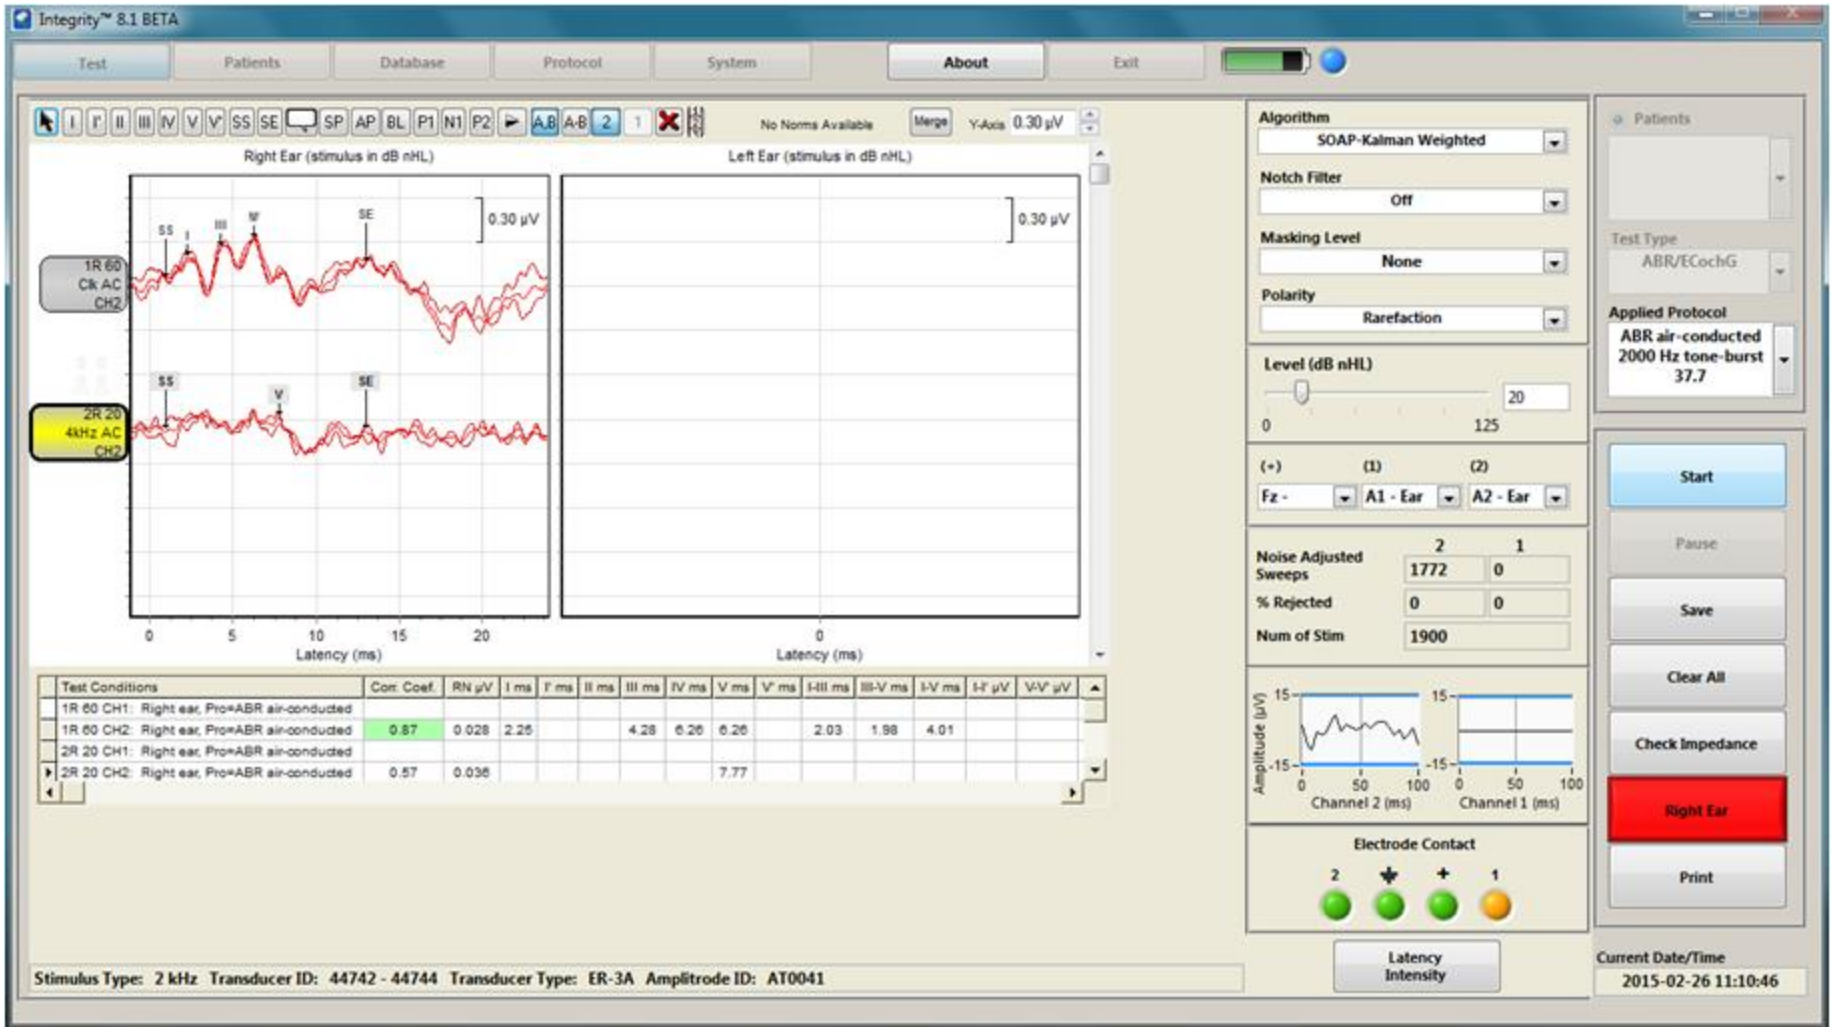 Integrity™ 8.1 BETA
Test Patients Database Protocol System About Exit
I I' II III IV V V' SS SE SP AP BL P1 N1 P2 A,B A-B 2 1 No Norms Available Merge Y-Axis 0.30 µV
Right Ear (stimulus in dB nHL)
Left Ear (stimulus in dB nHL)
SS I III V SE 0.30 µV
0.30 µV
1R 60
Clk AC
CH2
SS V SE
2R 20
4kHz AC
CH2
0 5 10 15 20
Latency (ms)
0
Latency (ms)
Test Conditions Corr. Coef. RN µV I ms I' ms II ms III ms IV ms V ms V' ms I-III ms III-V ms I-V ms I-I' µV V-V' µV
1R 60 CH1: Right ear, Pro=ABR air-conducted
1R 60 CH2: Right ear, Pro=ABR air-conducted 0.87 0.028 2.25 4.28 6.26 6.26 2.03 1.98 4.01
2R 20 CH1: Right ear, Pro=ABR air-conducted
2R 20 CH2: Right ear, Pro=ABR air-conducted 0.57 0.036 7.77
Algorithm
SOAP-Kalman Weighted
Notch Filter
Off
Masking Level
None
Polarity
Rarefaction
Level (dB nHL)
20
0 125
(+) (1) (2)
Fz - A1 - Ear A2 - Ear
2 1
Noise Adjusted
Sweeps 1772 0
% Rejected 0 0
Num of Stim 1900
Amplitude (µV)
15 15
-15 -15
0 50 100 0 50 100
Channel 2 (ms) Channel 1 (ms)
Electrode Contact
2 + 1
Latency
Intensity
Patients
Test Type
ABR/ECochG
Applied Protocol
ABR air-conducted
2000 Hz tone-burst
37.7
Start
Pause
Save
Clear All
Check Impedance
Right Ear
Print
Current Date/Time
2015-02-26 11:10:46
Stimulus Type: 2 kHz Transducer ID: 44742 - 44744 Transducer Type: ER-3A Amplitrode ID: AT0041